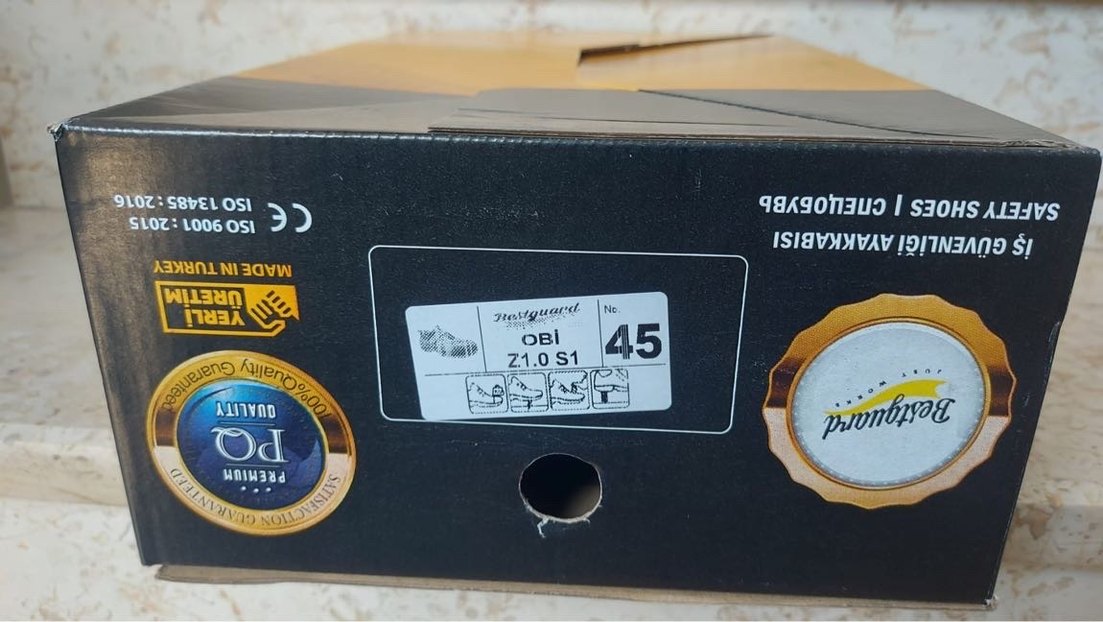 Bestguard
OBİ
Z1.0 S1
No.
45
İŞ GÜVENLİĞİ AYAKKABISI
SAFETY SHOES | СПЕЦОБУВЬ
CE
ISO 9001 : 2015
ISO 13485 : 2016
YERLİ
ÜRETİM
MADE IN TURKEY
Bestguard
JUST WORKS
SATISFACTION GUARANTEED
PREMIUM
PQ
QUALITY
100%Quality Guaranteed